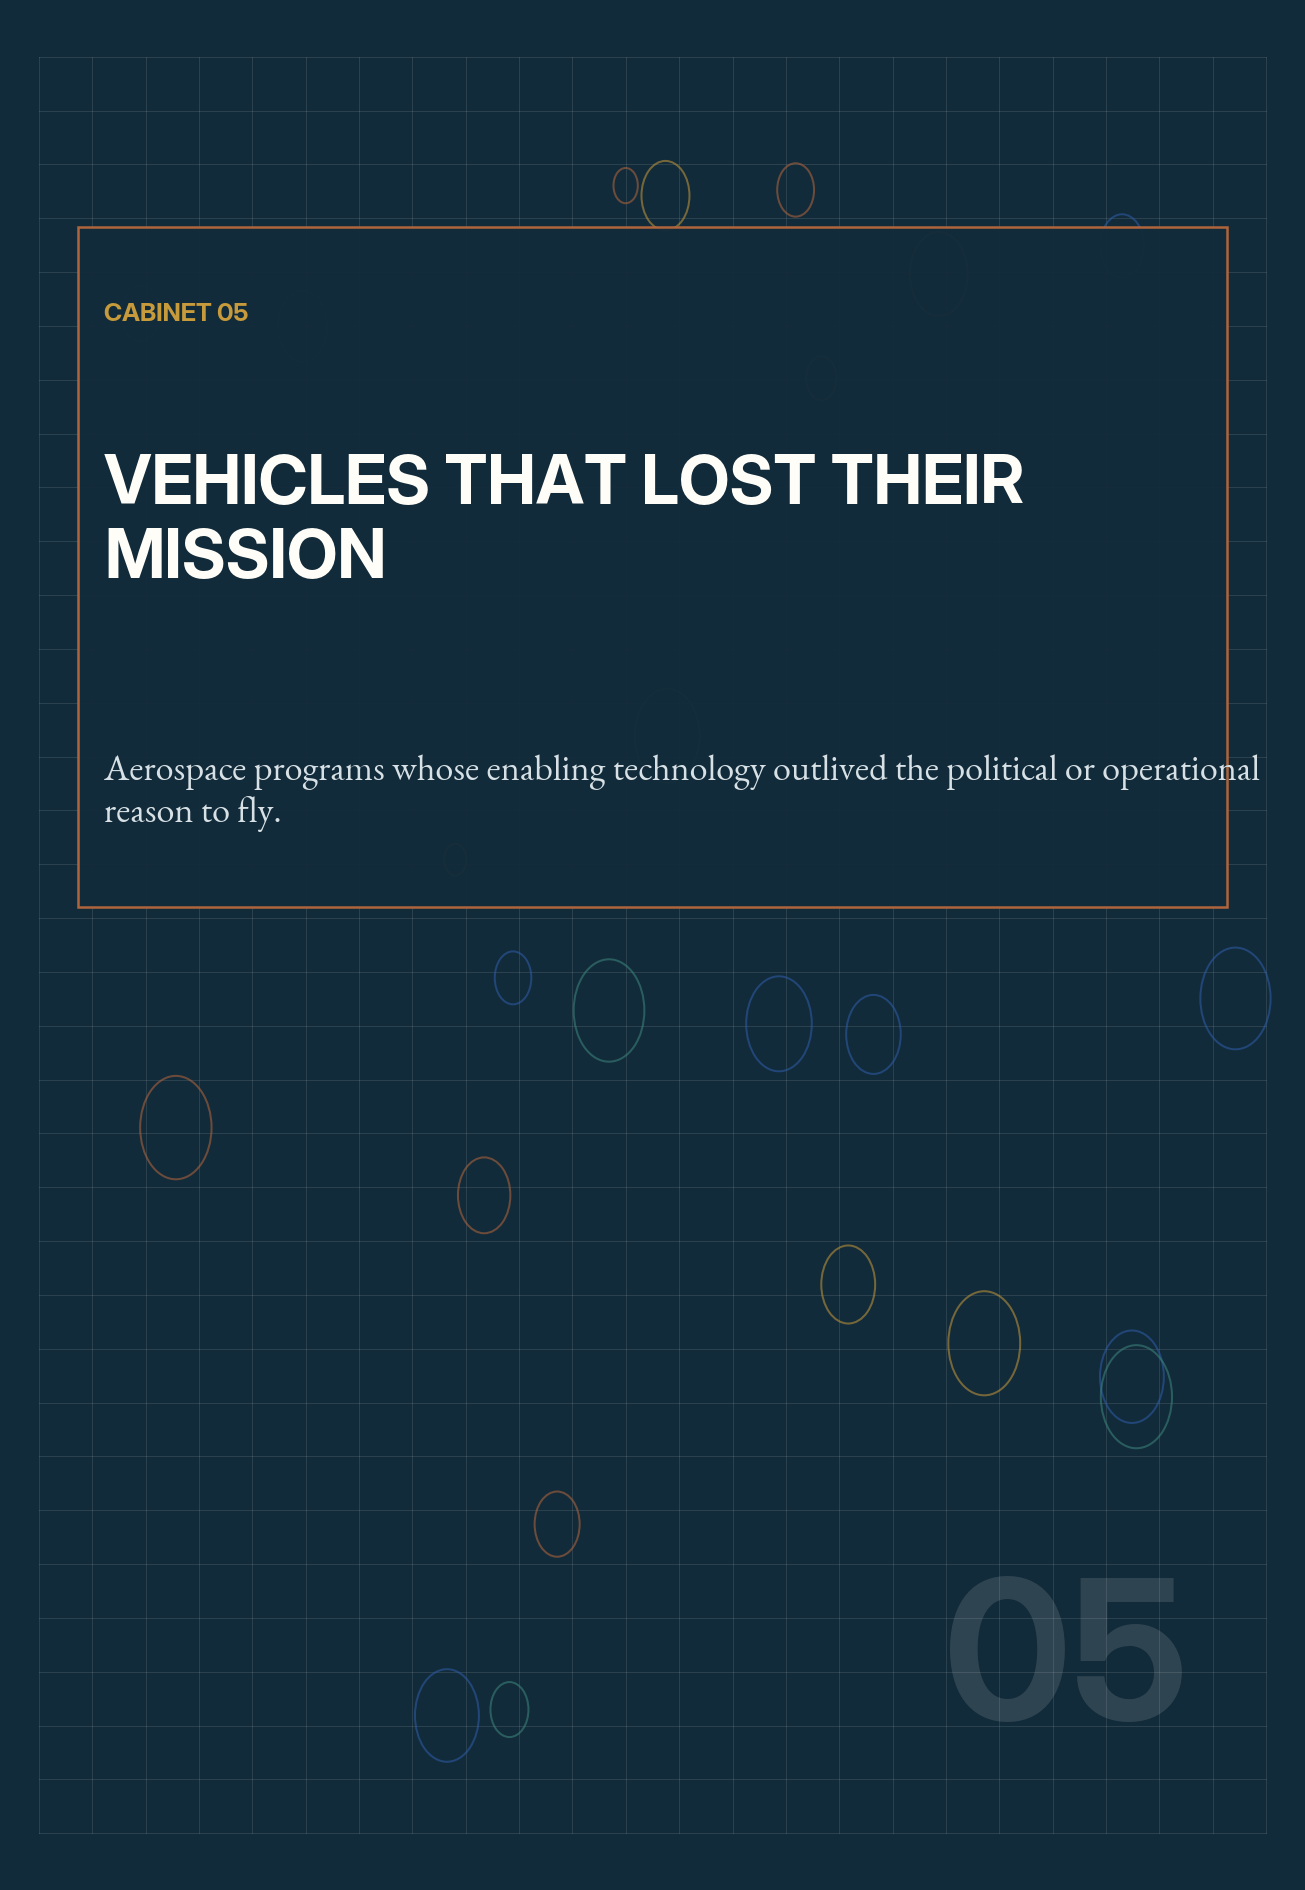 CABINET 05
VEHICLES THAT LOST THEIR
MISSION
Aerospace programs whose enabling technology outlived the political or operational
reason to fly.
05